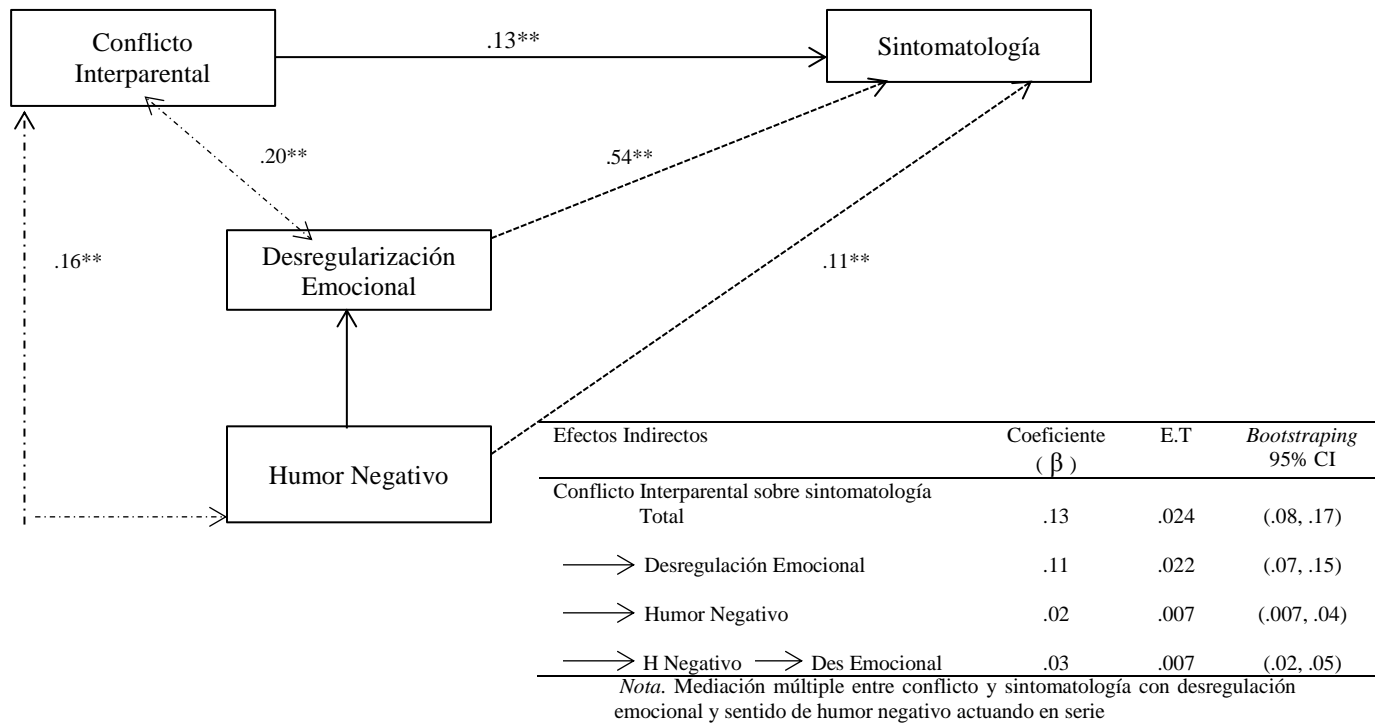 Conflicto
Interparental
.13**
Sintomatología
.20**
.54**
.16**
.11**
Desregularización
Emocional
Humor Negativo
Efectos Indirectos Coeficiente E.T Bootstraping
( β ) 95% CI
Conflicto Interparental sobre sintomatología
Total .13 .024 (.08, .17)
Desregulación Emocional .11 .022 (.07, .15)
Humor Negativo .02 .007 (.007, .04)
H Negativo Des Emocional .03 .007 (.02, .05)
Nota. Mediación múltiple entre conflicto y sintomatología con desregulación
emocional y sentido de humor negativo actuando en serie